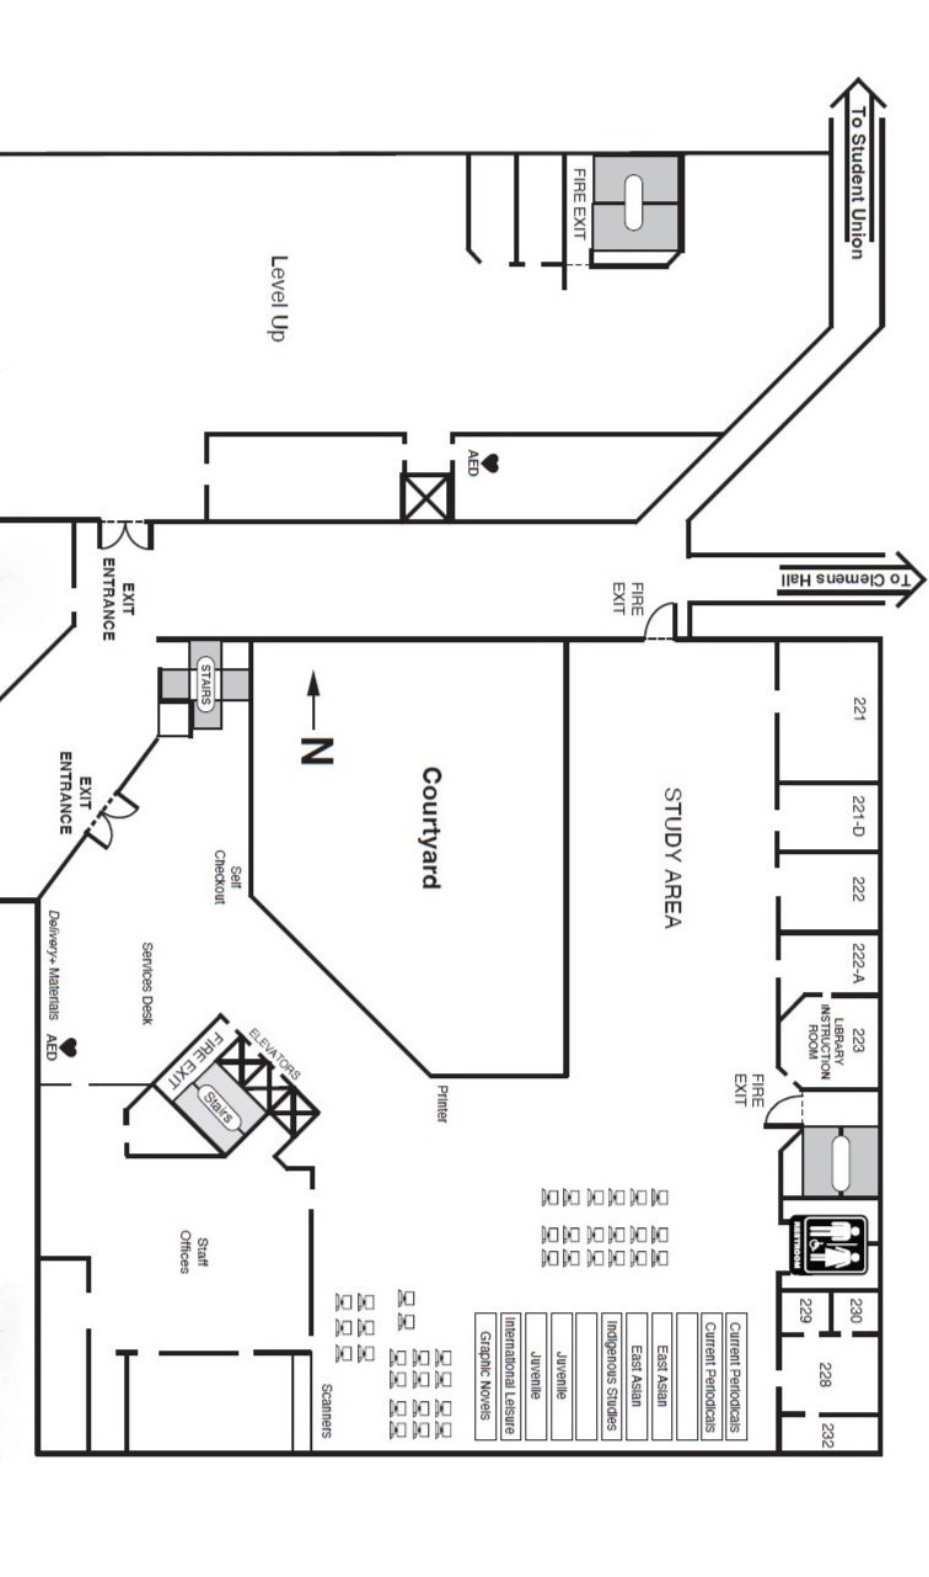 To Student Union
To Clemens Hall
221
221-D
222
222-A
223
LIBRARY
INSTRUCTION
ROOM
RESTROOM
230
229
228
232
FIRE
EXIT
FIRE EXIT
FIRE
EXIT
STUDY AREA
Current Periodicals
Current Periodicals
East Asian
East Asian
Indigenous Studies
Juvenile
Juvenile
International Leisure
Graphic Novels
AED
Courtyard
Printer
N
Level Up
Scanners
ELEVATORS
Self
Checkout
STAIRS
Stairs
FIRE EXIT
Staff
Offices
EXIT
ENTRANCE
Services Desk
EXIT
ENTRANCE
Delivery+ Materials
AED